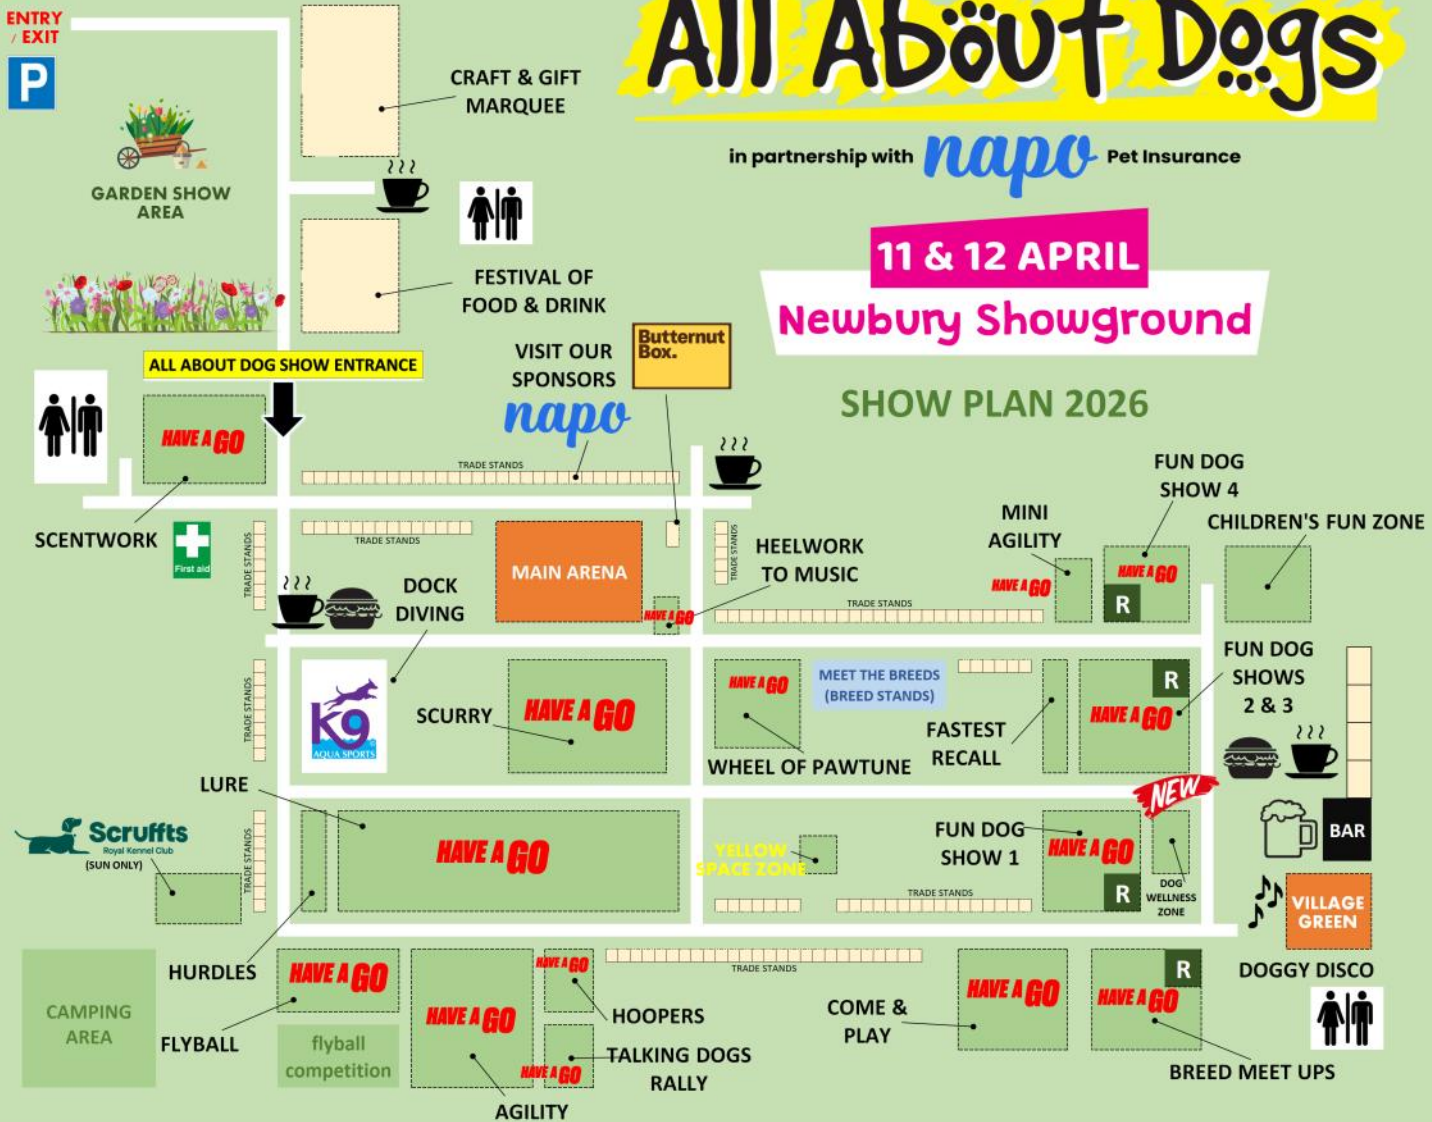 ENTRY
/ EXIT
P
All About Dogs
in partnership with napo Pet Insurance
11 & 12 APRIL
Newbury Showground
SHOW PLAN 2026
CRAFT & GIFT
MARQUEE
GARDEN SHOW
AREA
FESTIVAL OF
FOOD & DRINK
ALL ABOUT DOG SHOW ENTRANCE
VISIT OUR
SPONSORS
napo
Butternut
Box.
HAVE A GO
SCENTWORK
TRADE STANDS
First aid
TRADE STANDS
TRADE STANDS
MAIN ARENA
TRADE STANDS
HEELWORK
TO MUSIC
HAVE A GO
TRADE STANDS
MINI
AGILITY
HAVE A GO
FUN DOG
SHOW 4
HAVE A GO
R
CHILDREN'S FUN ZONE
DOCK
DIVING
TRADE STANDS
K9
AQUA SPORTS
SCURRY
HAVE A GO
HAVE A GO
WHEEL OF PAWTUNE
MEET THE BREEDS
(BREED STANDS)
FASTEST
RECALL
R
HAVE A GO
FUN DOG
SHOWS
2 & 3
LURE
Scruffts
Royal Kennel Club
(SUN ONLY)
TRADE STANDS
HAVE A GO
YELLOW
SPACE ZONE
TRADE STANDS
FUN DOG
SHOW 1
HAVE A GO
R
NEW
DOG
WELLNESS
ZONE
BAR
VILLAGE
GREEN
DOGGY DISCO
HURDLES
CAMPING
AREA
FLYBALL
HAVE A GO
flyball
competition
HAVE A GO
AGILITY
HAVE A GO
HOOPERS
HAVE A GO
TALKING DOGS
RALLY
TRADE STANDS
COME &
PLAY
HAVE A GO
R
HAVE A GO
BREED MEET UPS